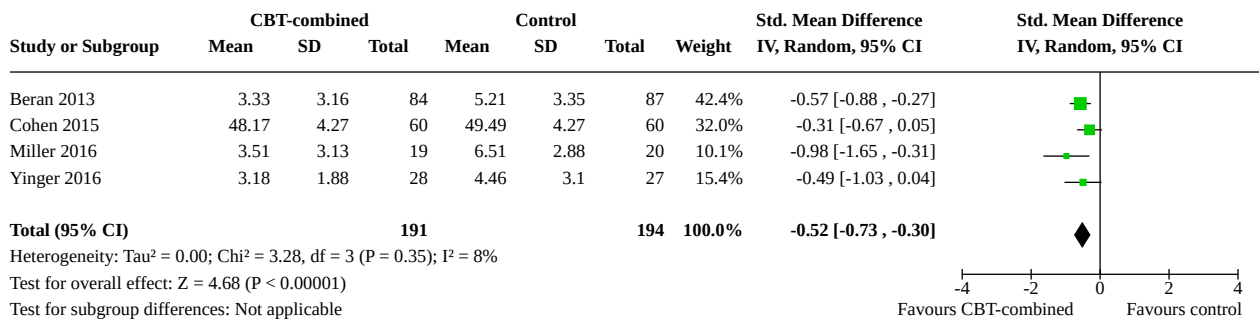 CBT-combined Control Std. Mean Difference Std. Mean Difference
Study or Subgroup Mean SD Total Mean SD Total Weight IV, Random, 95% CI IV, Random, 95% CI
Beran 2013 3.33 3.16 84 5.21 3.35 87 42.4% -0.57 [-0.88 , -0.27]
Cohen 2015 48.17 4.27 60 49.49 4.27 60 32.0% -0.31 [-0.67 , 0.05]
Miller 2016 3.51 3.13 19 6.51 2.88 20 10.1% -0.98 [-1.65 , -0.31]
Yinger 2016 3.18 1.88 28 4.46 3.1 27 15.4% -0.49 [-1.03 , 0.04]
Total (95% CI) 191 194 100.0% -0.52 [-0.73 , -0.30]
Heterogeneity: Tau² = 0.00; Chi² = 3.28, df = 3 (P = 0.35); I² = 8%
Test for overall effect: Z = 4.68 (P < 0.00001) -4 -2 0 2 4
Test for subgroup differences: Not applicable Favours CBT-combined Favours control